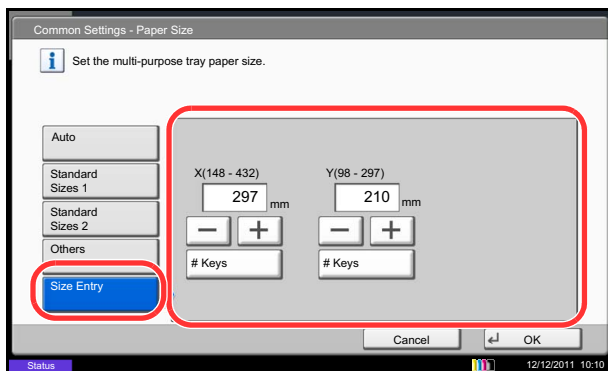 Common Settings - Paper Size
Set the multi-purpose tray paper size.
Auto
Standard
Sizes 1
Standard
Sizes 2
Others
Size Entry
X(148 - 432)
297 mm
# Keys
Y(98 - 297)
210 mm
# Keys
Cancel
OK
Status
12/12/2011 10:10